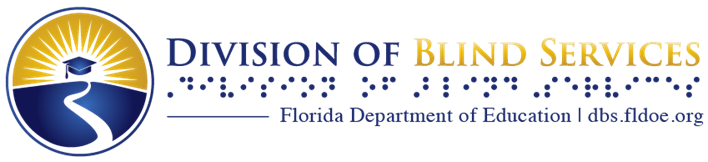 DIVISION OF BLIND SERVICES
⠠⠙⠊⠧⠊⠎⠊⠕⠝ ⠕⠋ ⠠⠃⠇⠊⠝⠙ ⠠⠎⠑⠗⠧⠊⠉⠑⠎
Florida Department of Education | dbs.fldoe.org